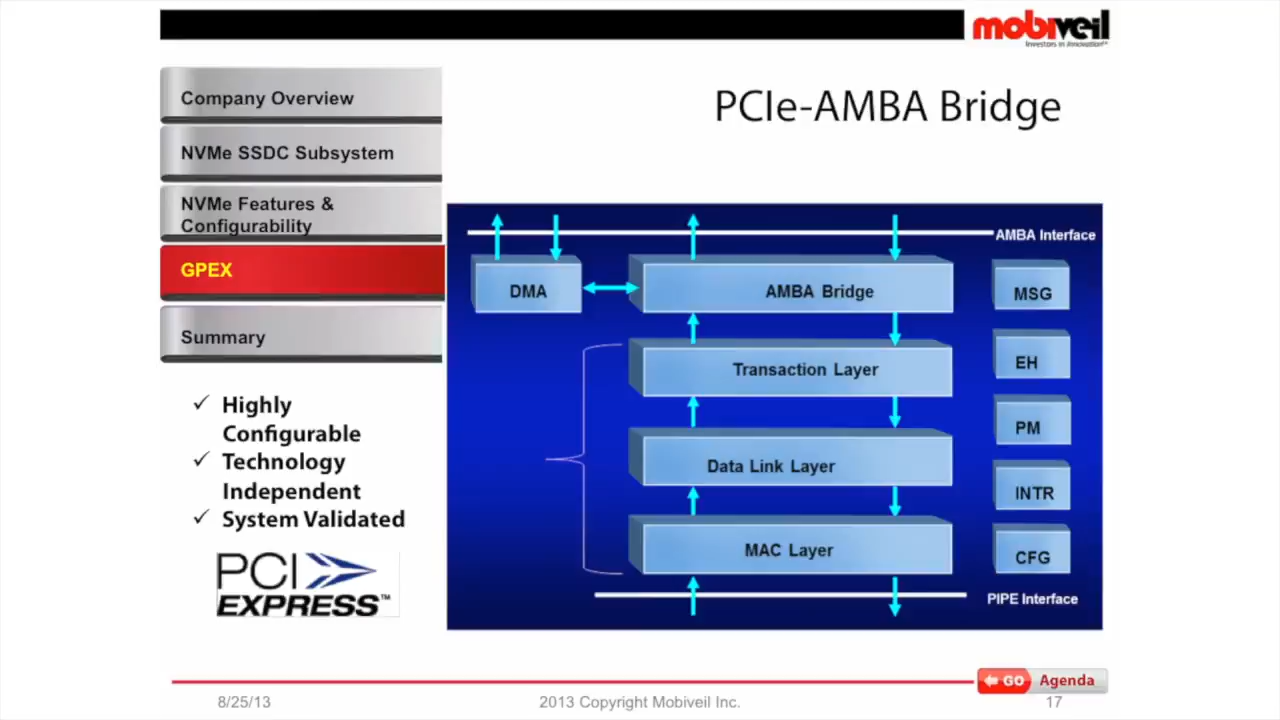 mobiveil
Investors in Innovation™
PCIe-AMBA Bridge
Company Overview
NVMe SSDC Subsystem
NVMe Features &
Configurability
GPEX
Summary
✓ Highly
Configurable
✓ Technology
Independent
✓ System Validated
PCI
EXPRESS™
AMBA Interface
DMA
AMBA Bridge
MSG
Transaction Layer
EH
PM
Data Link Layer
INTR
MAC Layer
CFG
PIPE Interface
GO Agenda
8/25/13
2013 Copyright Mobiveil Inc.
17